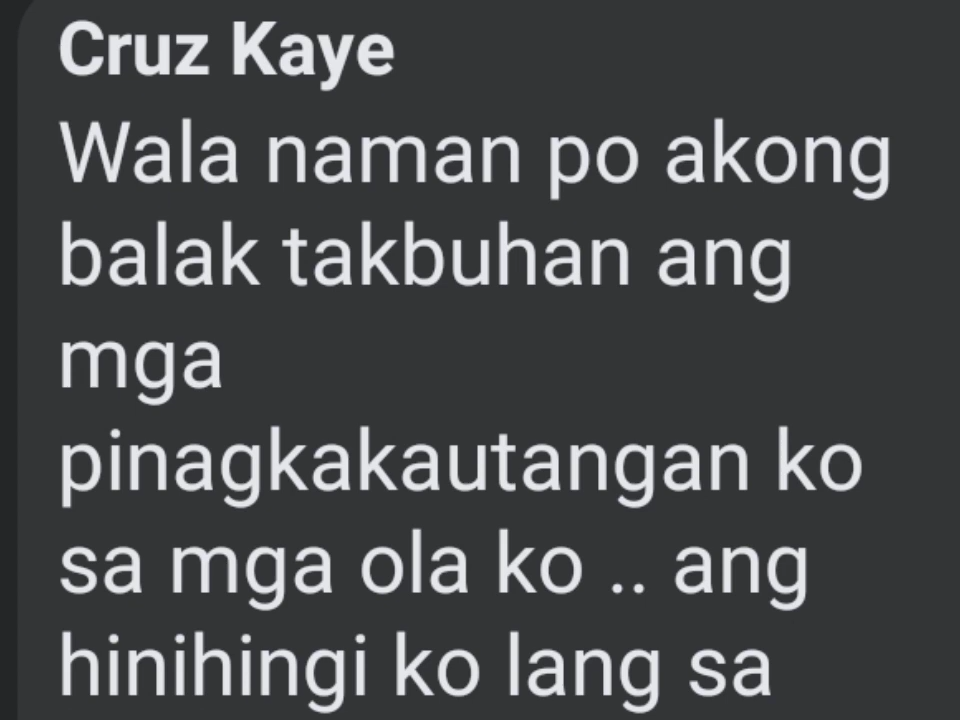 Cruz Kaye
Wala naman po akong
balak takbuhan ang
mga
pinagkakautangan ko
sa mga ola ko .. ang
hinihingi ko lang sa